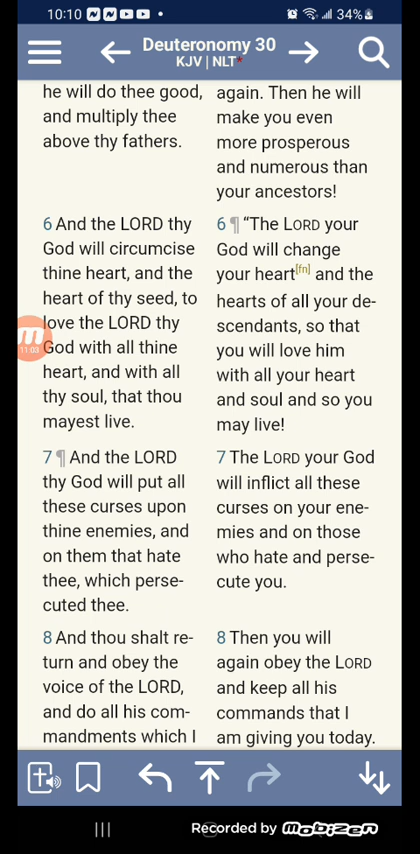 10:10 34%
Deuteronomy 30
KJV | NLT*
he will do thee good,
and multiply thee
above thy fathers.
6 And the LORD thy
God will circumcise
thine heart, and the
heart of thy seed, to
love the LORD thy
God with all thine
heart, and with all
thy soul, that thou
mayest live.
7 ¶ And the LORD
thy God will put all
these curses upon
thine enemies, and
on them that hate
thee, which perse-
cuted thee.
8 And thou shalt re-
turn and obey the
voice of the LORD,
and do all his com-
mandments which I
again. Then he will
make you even
more prosperous
and numerous than
your ancestors!
6 ¶ “The LORD your
God will change
your heart[fn] and the
hearts of all your de-
scendants, so that
you will love him
with all your heart
and soul and so you
may live!
7 The LORD your God
will inflict all these
curses on your ene-
mies and on those
who hate and perse-
cute you.
8 Then you will
again obey the LORD
and keep all his
commands that I
am giving you today.
m
11:03
Recorded by Mobizen